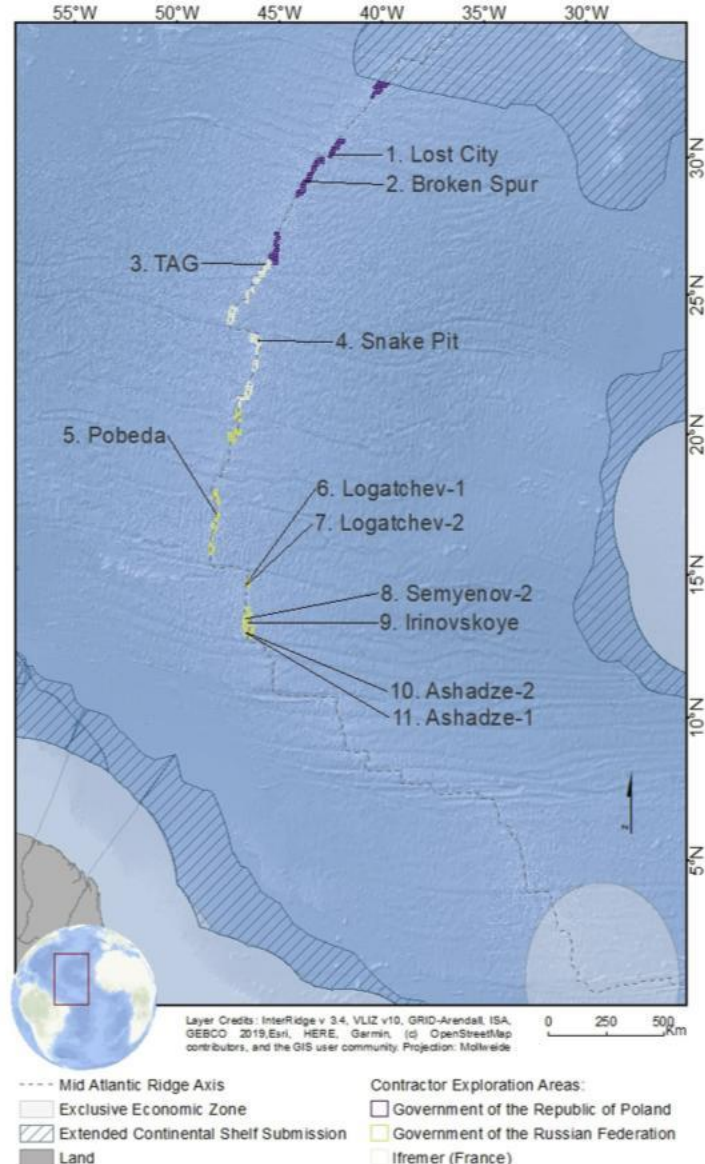 55°W 50°W 45°W 40°W 35°W 30°W
1. Lost City
30°N
2. Broken Spur
3. TAG
25°N
4. Snake Pit
5. Pobeda
20°N
6. Logatchev-1
7. Logatchev-2
15°N
8. Semyenov-2
9. Irinovskoye
10. Ashadze-2
10°N
11. Ashadze-1
z
5°N
Layer Credits: InterRidge v 3.4, VLIZ v10, GRID-Arendall, ISA,
GEBCO 2019,Esri, HERE, Garmin, (c) OpenStreetMap
contributors, and the GIS user community. Projection: Mollweide
0 250 500 Km
Mid Atlantic Ridge Axis
Exclusive Economic Zone
Extended Continental Shelf Submission
Land
Contractor Exploration Areas:
Government of the Republic of Poland
Government of the Russian Federation
Ifremer (France)